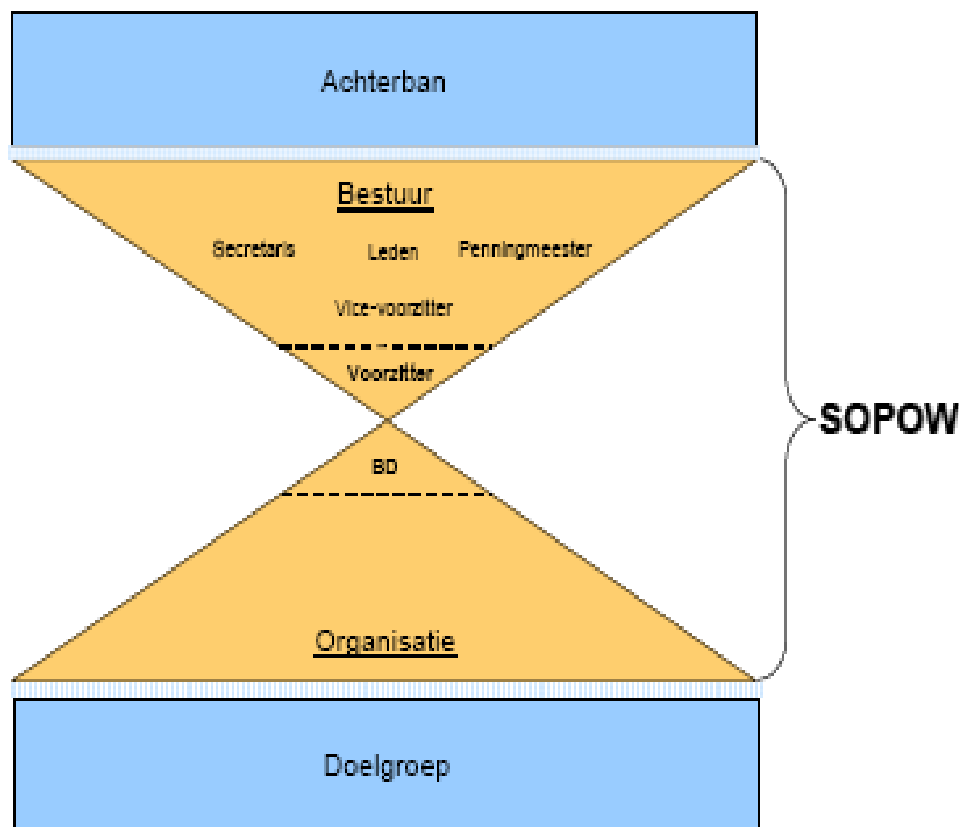 Achterban
Bestuur
Secretaris Leden Penningmeester
Vice-voorzitter
Voorzitter
SOPOW
BD
Organisatie
Doelgroep